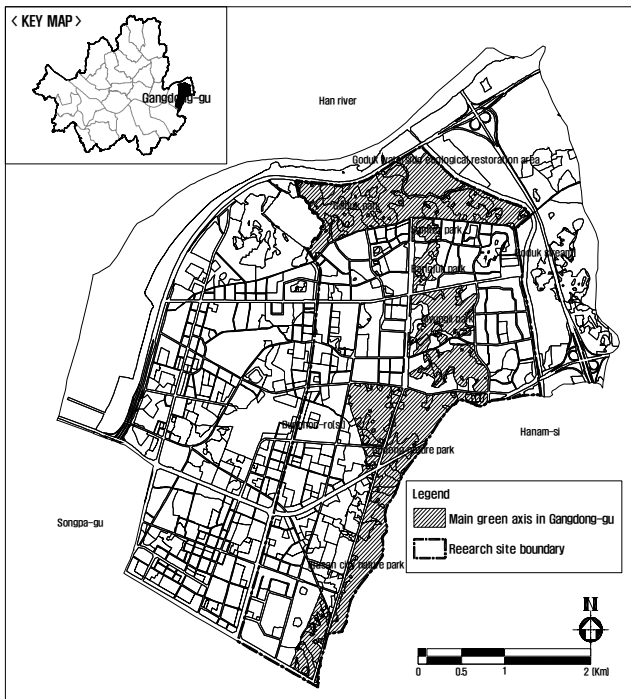 < KEY MAP >
Gangdong-gu
Han river
Goduk waterside ecological restoration area
park
park
Goduk stream
park
Hanam-si
nature park
Songpa-gu
city nature park
Legend
Main green axis in Gangdong-gu
Reearch site boundary
N
0 0.5 1 2 (Km)